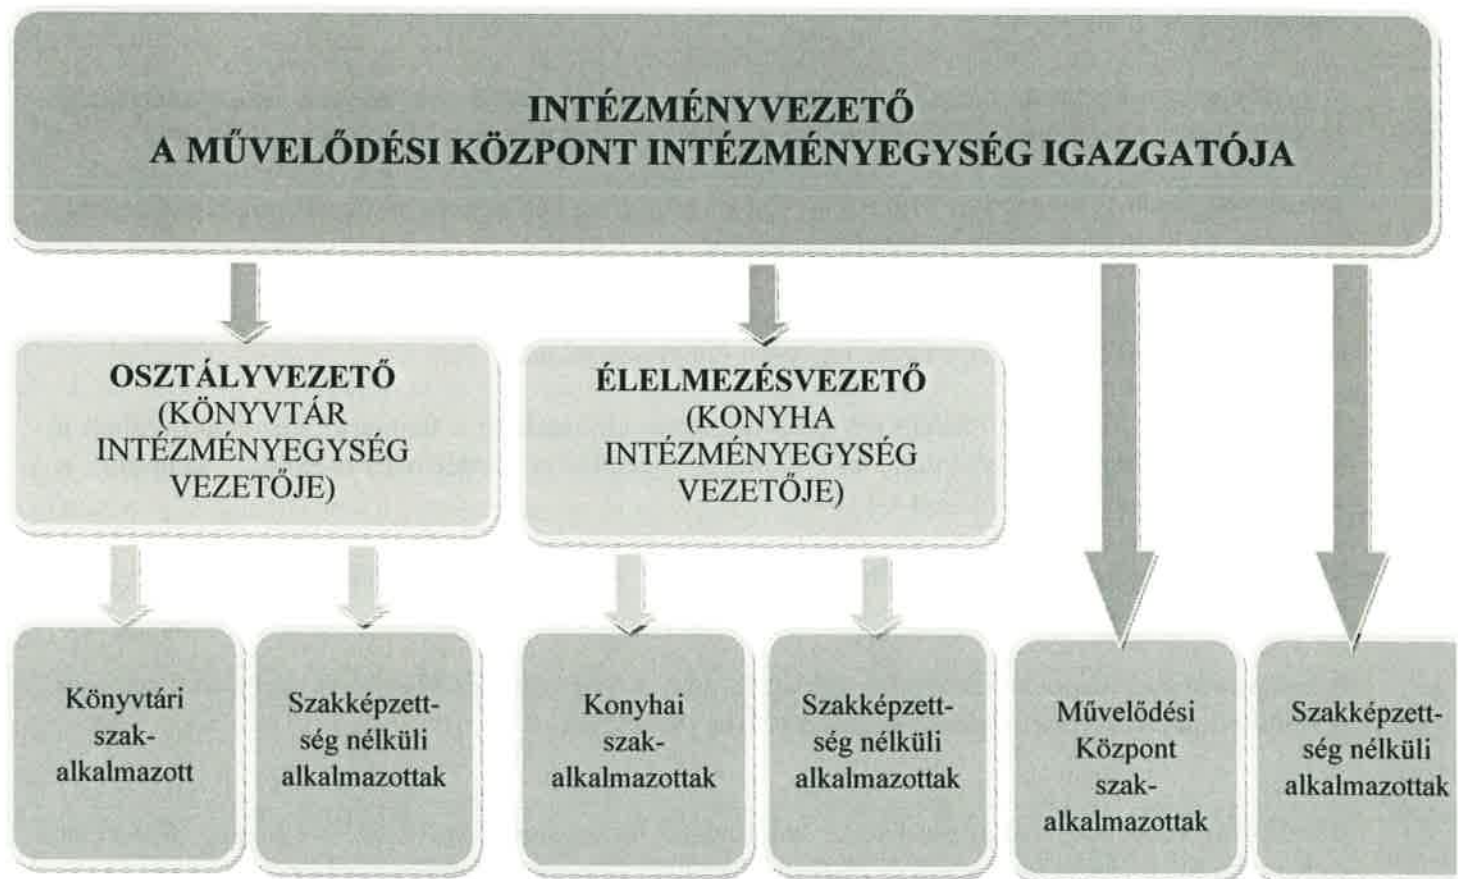 INTÉZMÉNYVEZETŐ
A MŰVELŐDÉSI KÖZPONT INTÉZMÉNYEGYSÉG IGAZGATÓJA
OSZTÁLYVEZETŐ
(KÖNYVTÁR
INTÉZMÉNYEGYSÉG
VEZETŐJE)
ÉLELMEZÉSVEZETŐ
(KONYHA
INTÉZMÉNYEGYSÉG
VEZETŐJE)
Könyvtári
szak-
alkalmazott
Szakképzett-
ség nélküli
alkalmazottak
Konyhai
szak-
alkalmazottak
Szakképzett-
ség nélküli
alkalmazottak
Művelődési
Központ
szak-
alkalmazottak
Szakképzett-
ség nélküli
alkalmazottak